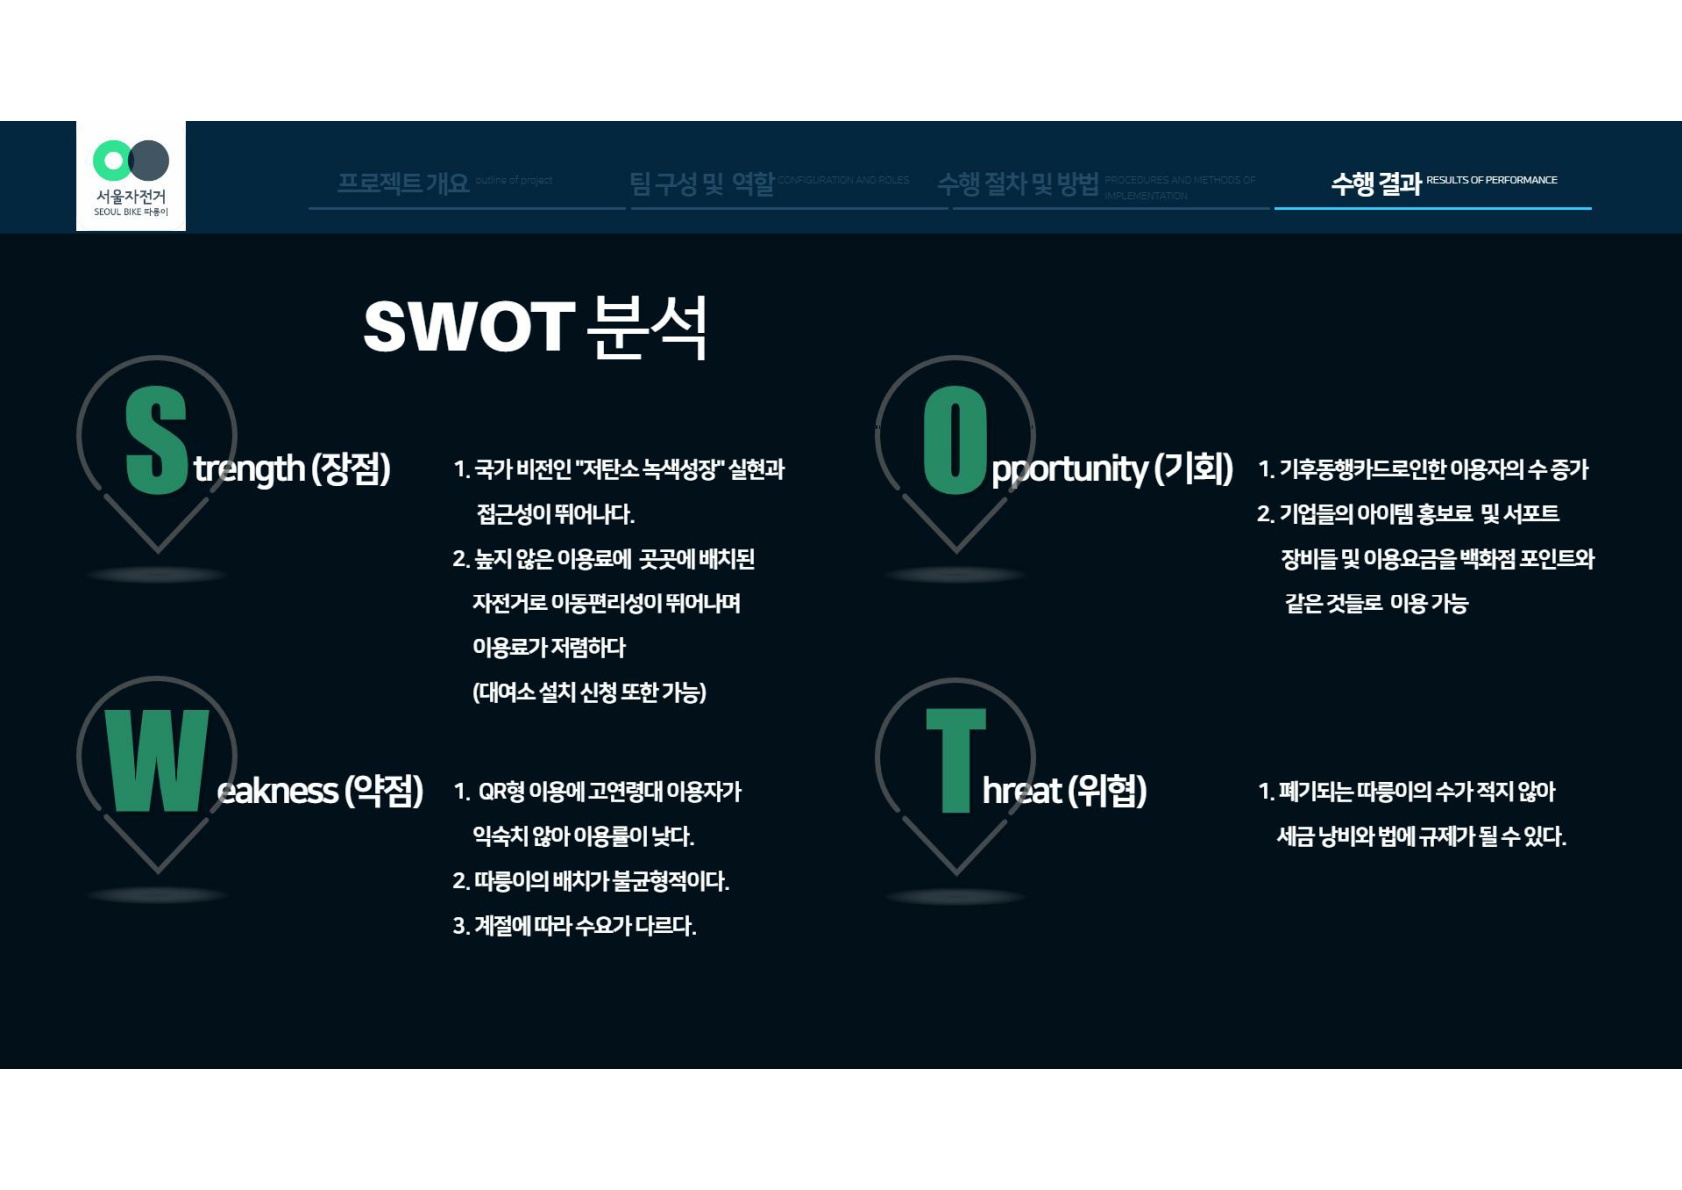 서울자전거
SEOUL BIKE 따릉이
프로젝트 개요 outline of project
팀 구성 및 역할 CONFIGURATION AND ROLES
수행 절차 및 방법 PROCEDURES AND METHODS OF
IMPLEMENTATION
수행 결과 RESULTS OF PERFORMANCE
SWOT 분석
Strength (장점)
1. 국가 비전인 "저탄소 녹색성장" 실현과
접근성이 뛰어나다.
2. 높지 않은 이용료에 곳곳에 배치된
자전거로 이동편리성이 뛰어나며
이용료가 저렴하다
(대여소 설치 신청 또한 가능)
Opportunity (기회)
1. 기후동행카드로인한 이용자의 수 증가
2. 기업들의 아이템 홍보료 및 서포트
장비들 및 이용요금을 백화점 포인트와
같은 것들로 이용 가능
Weakness (약점)
1. QR형 이용에 고연령대 이용자가
익숙치 않아 이용률이 낮다.
2. 따릉이의 배치가 불균형적이다.
3. 계절에 따라 수요가 다르다.
Threat (위협)
1. 폐기되는 따릉이의 수가 적지 않아
세금 낭비와 법에 규제가 될 수 있다.